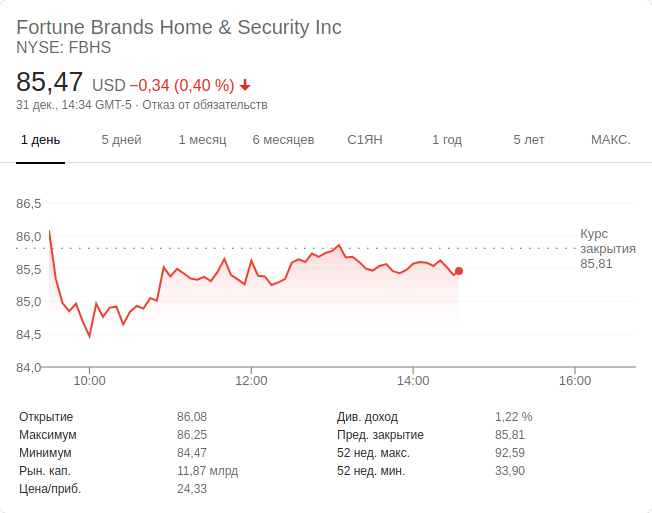 Fortune Brands Home & Security Inc
NYSE: FBHS
85,47 USD −0,34 (0,40 %)
31 дек., 14:34 GMT-5 · Отказ от обязательств
1 день 5 дней 1 месяц 6 месяцев С1ЯН 1 год 5 лет МАКС.
86,5
86,0
85,5
85,0
84,5
84,0
Курс
закрытия
85,81
10:00 12:00 14:00 16:00
Открытие 86,08 Див. доход 1,22 %
Максимум 86,25 Пред. закрытие 85,81
Минимум 84,47 52 нед. макс. 92,59
Рын. кап. 11,87 млрд 52 нед. мин. 33,90
Цена/приб. 24,33